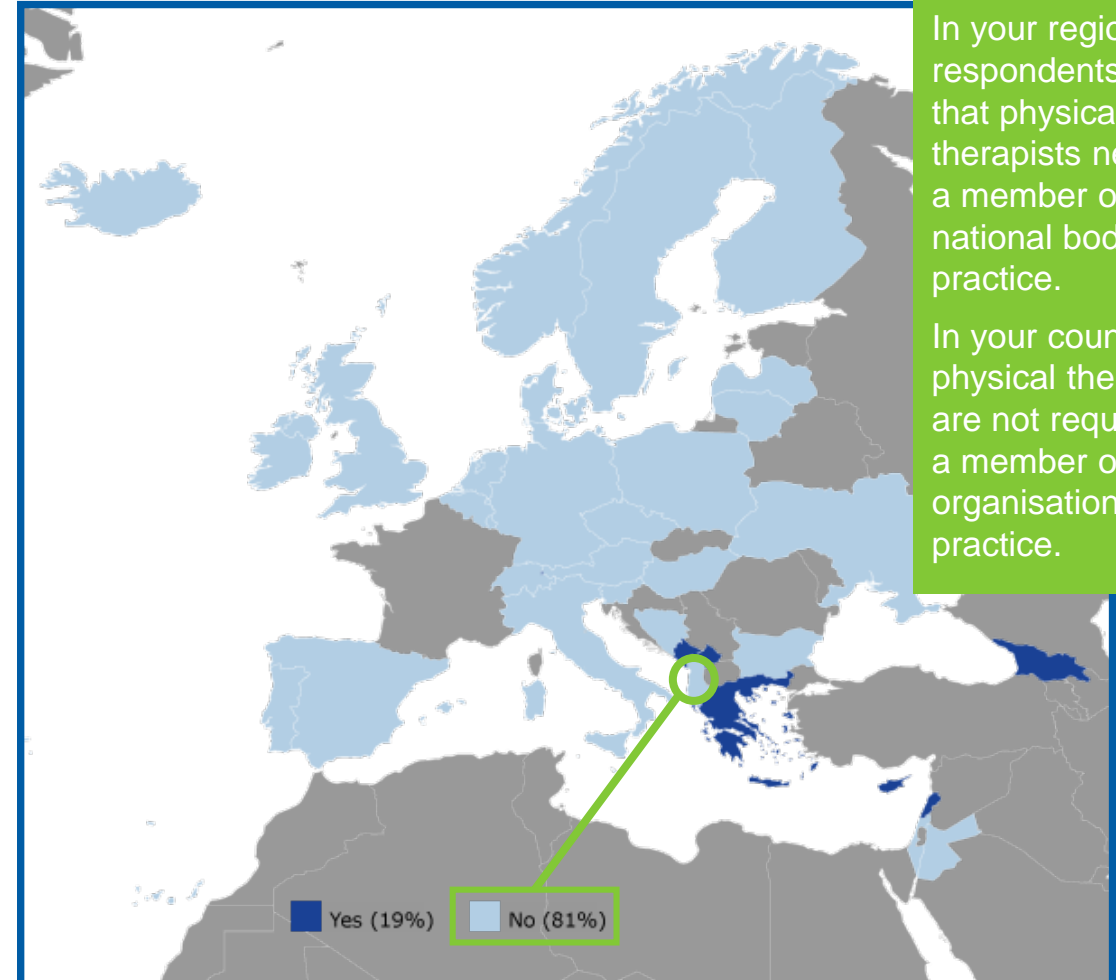 In your regio
respondents
that physica
therapists ne
a member o
national bod
practice.
In your coun
physical the
are not requ
a member o
organisation
practice.
Yes (19%)
No (81%)